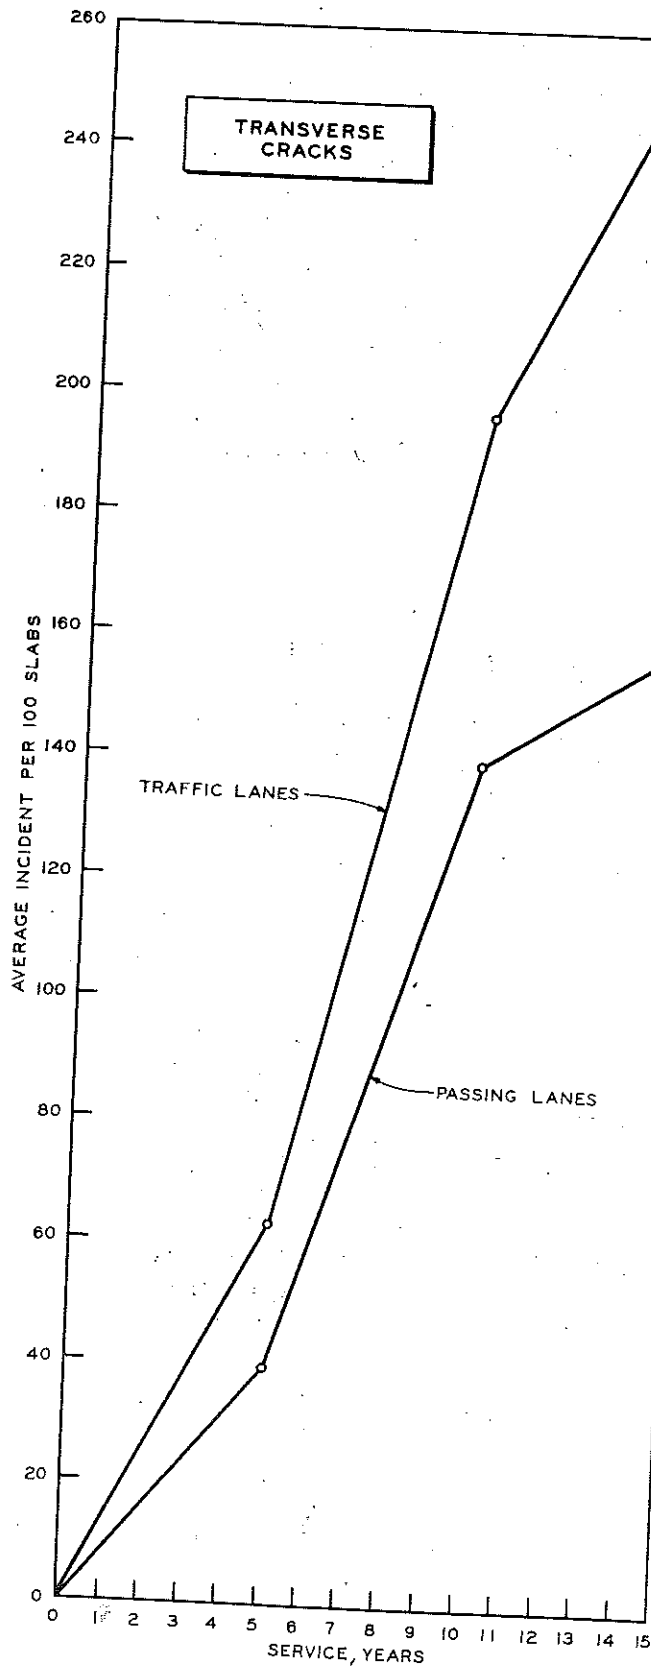 260
TRANSVERSE
CRACKS
240
220
200
180
160
140
120
100
80
60
40
20
0
AVERAGE INCIDENT PER 100 SLABS
TRAFFIC LANES
PASSING LANES
0 1 2 3 4 5 6 7 8 9 10 11 12 13 14 15
SERVICE, YEARS